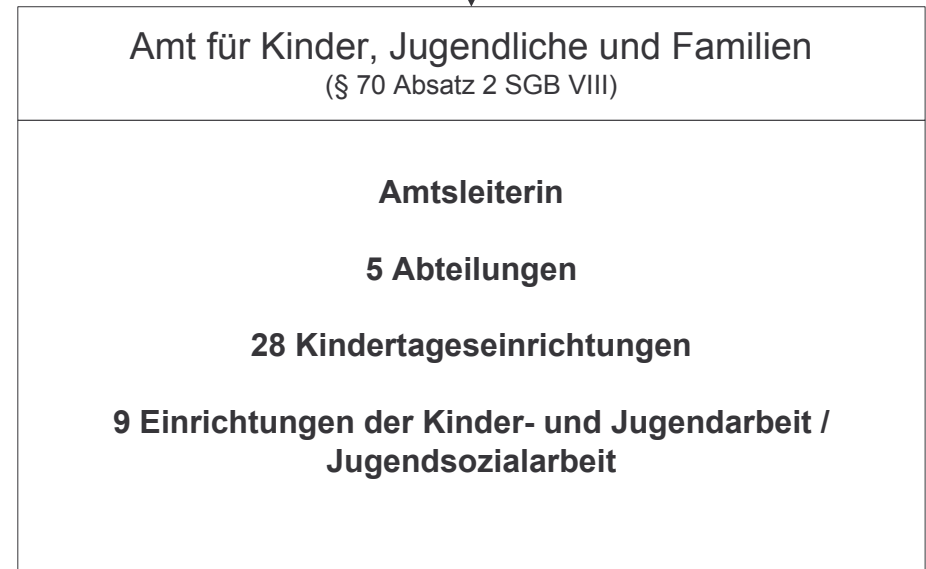 Amt für Kinder, Jugendliche und Familien
(§ 70 Absatz 2 SGB VIII)
Amtsleiterin
5 Abteilungen
28 Kindertageseinrichtungen
9 Einrichtungen der Kinder- und Jugendarbeit /
Jugendsozialarbeit